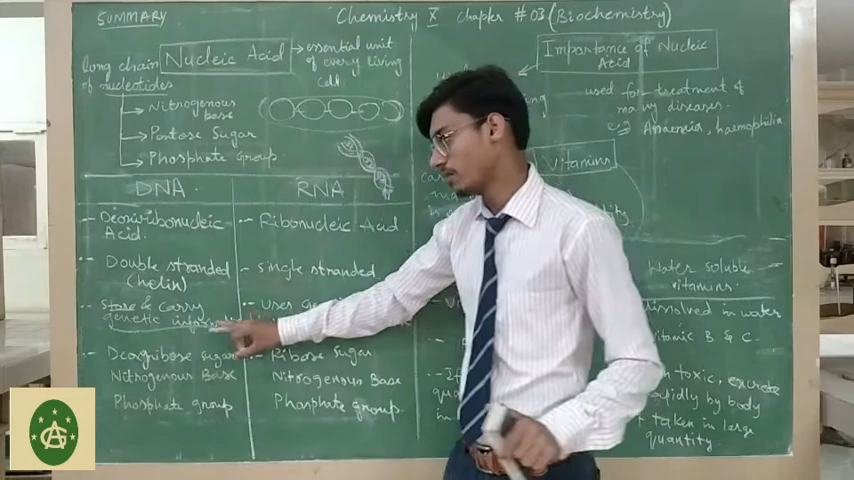 SUMMARY
Chemistry X chapter #03 (Biochemistry)
Nucleic Acid
essential unit
of every living
cell
long chain
of nucleotides
Nitrogenous
base
Pentose Sugar
Phosphate group
DNA
RNA
Deoxiribonucleic
Acid.
Ribonucleic Acid.
Double stranded
(helix)
Single stranded
Store & carry
genetic
Uses
Sugar
Nitrogenous Base
Phosphate group
Ribose Sugar
Nitrogenous Base
Phosphate group
Importance of Nucleic
Acid
used for treatment of
many diseases.
e.g Anaemia, haemophilia
Vitamins
Water soluble
vitamins
dissolved in water
B & C
toxic, excrete
rapidly by body
taken in large
quantity